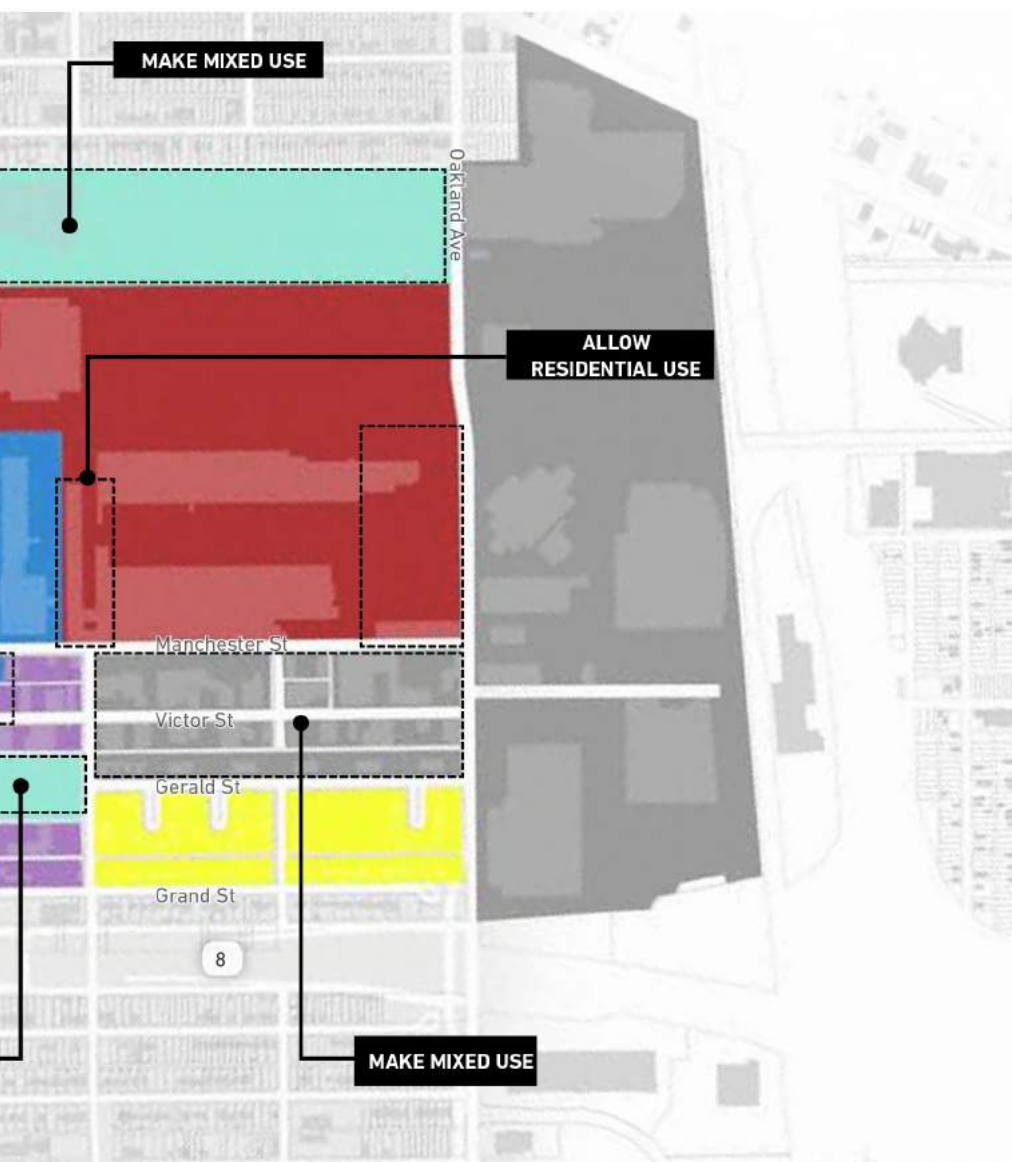 MAKE MIXED USE
Oakland Ave
ALLOW
RESIDENTIAL USE
Manchester St
Victor St
Gerald St
Grand St
8
MAKE MIXED USE